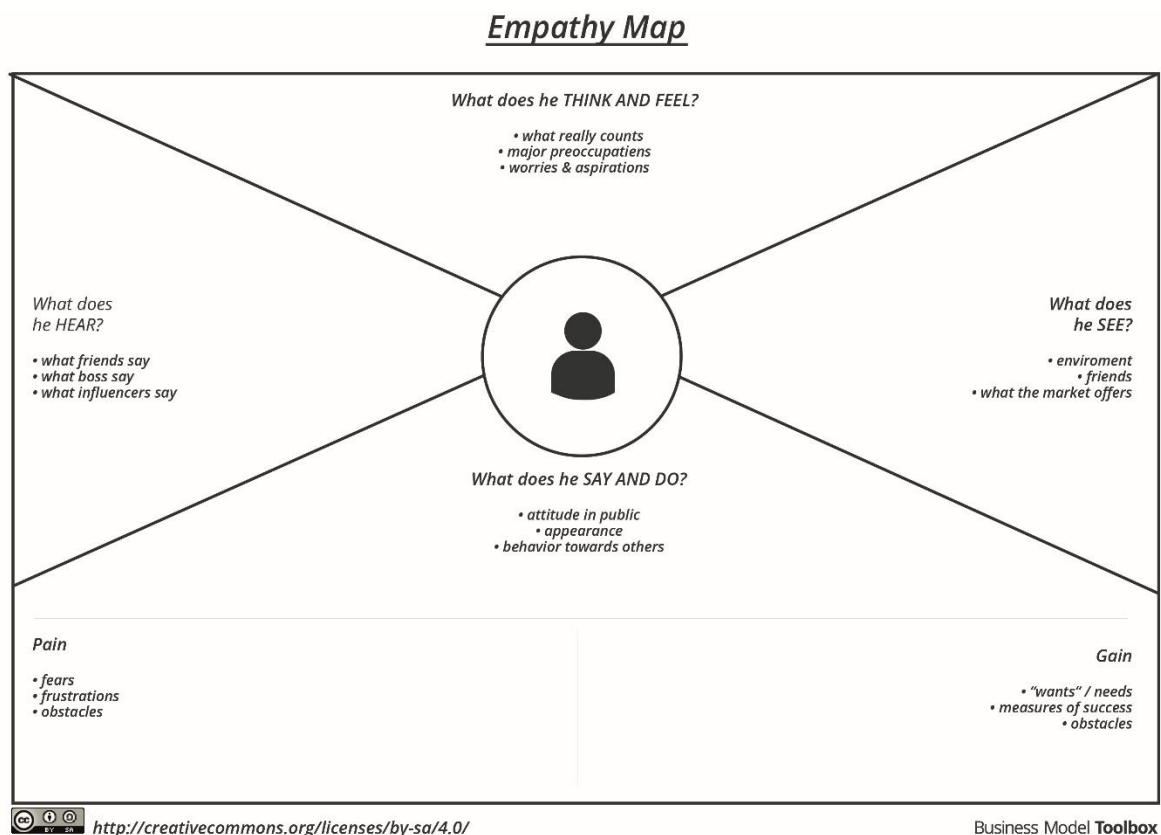 Empathy Map
What does he THINK AND FEEL?
• what really counts
• major preoccupatiens
• worries & aspirations
What does
he HEAR?
• what friends say
• what boss say
• what influencers say
What does
he SEE?
• enviroment
• friends
• what the market offers
What does he SAY AND DO?
• attitude in public
• appearance
• behavior towards others
Pain
• fears
• frustrations
• obstacles
Gain
• “wants“ / needs
• measures of success
• obstacles
cc BY SA http://creativecommons.org/licenses/by-sa/4.0/
Business Model Toolbox